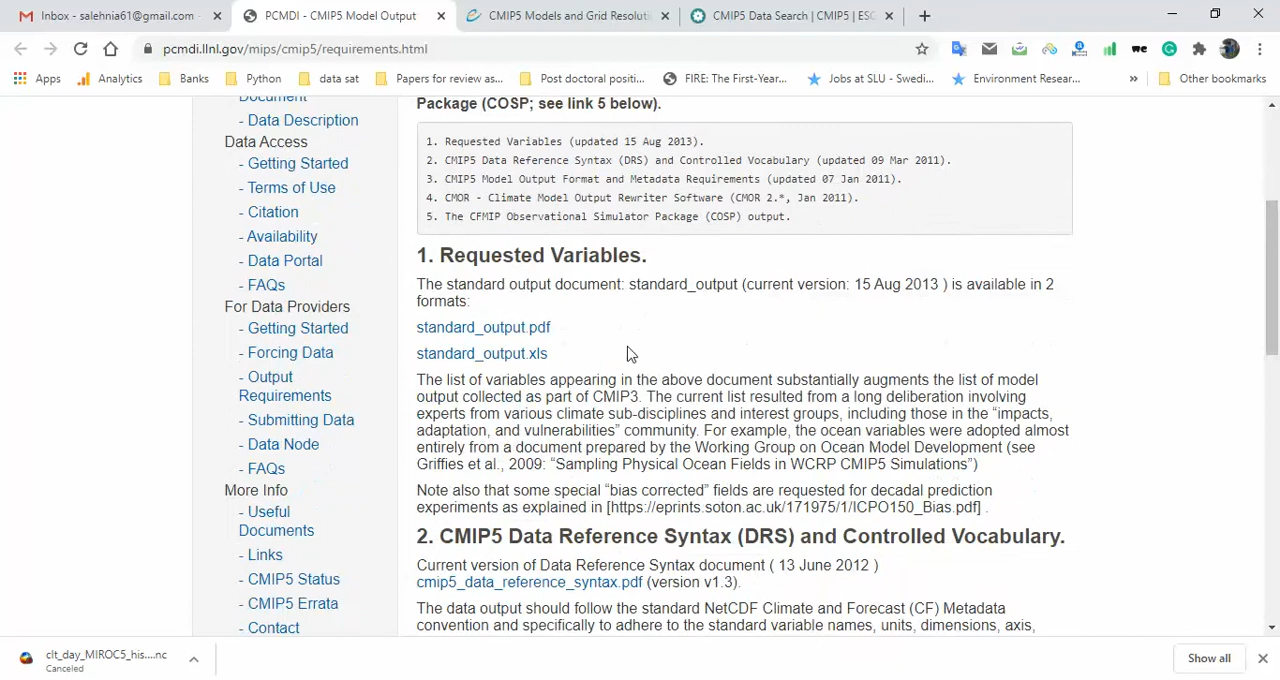 Inbox - salehnia61@gmail.com -
PCMDI - CMIP5 Model Output
CMIP5 Models and Grid Resoluti
CMIP5 Data Search | CMIP5 | ESG
pcmdi.llnl.gov/mips/cmip5/requirements.html
Apps
Analytics
Banks
Python
data sat
Papers for review as...
Post doctoral positi...
FIRE: The First-Year...
Jobs at SLU - Swedi...
Environment Resear...
»
Other bookmarks
Document
- Data Description
Data Access
- Getting Started
- Terms of Use
- Citation
- Availability
- Data Portal
- FAQs
For Data Providers
- Getting Started
- Forcing Data
- Output
Requirements
- Submitting Data
- Data Node
- FAQs
More Info
- Useful
Documents
- Links
- CMIP5 Status
- CMIP5 Errata
- Contact
Package (COSP; see link 5 below).
1. Requested Variables (updated 15 Aug 2013).
2. CMIP5 Data Reference Syntax (DRS) and Controlled Vocabulary (updated 09 Mar 2011).
3. CMIP5 Model Output Format and Metadata Requirements (updated 07 Jan 2011).
4. CMOR - Climate Model Output Rewriter Software (CMOR 2.*, Jan 2011).
5. The CFMIP Observational Simulator Package (COSP) output.
1. Requested Variables.
The standard output document: standard_output (current version: 15 Aug 2013 ) is available in 2
formats:
standard_output.pdf
standard_output.xls
The list of variables appearing in the above document substantially augments the list of model
output collected as part of CMIP3. The current list resulted from a long deliberation involving
experts from various climate sub-disciplines and interest groups, including those in the “impacts,
adaptation, and vulnerabilities” community. For example, the ocean variables were adopted almost
entirely from a document prepared by the Working Group on Ocean Model Development (see
Griffies et al., 2009: “Sampling Physical Ocean Fields in WCRP CMIP5 Simulations”)
Note also that some special “bias corrected” fields are requested for decadal prediction
experiments as explained in [https://eprints.soton.ac.uk/171975/1/ICPO150_Bias.pdf] .
2. CMIP5 Data Reference Syntax (DRS) and Controlled Vocabulary.
Current version of Data Reference Syntax document ( 13 June 2012 )
cmip5_data_reference_syntax.pdf (version v1.3).
The data output should follow the standard NetCDF Climate and Forecast (CF) Metadata
convention and specifically to adhere to the standard variable names, units, dimensions, axis,
clt_day_MIROC5_his....nc
Canceled
Show all